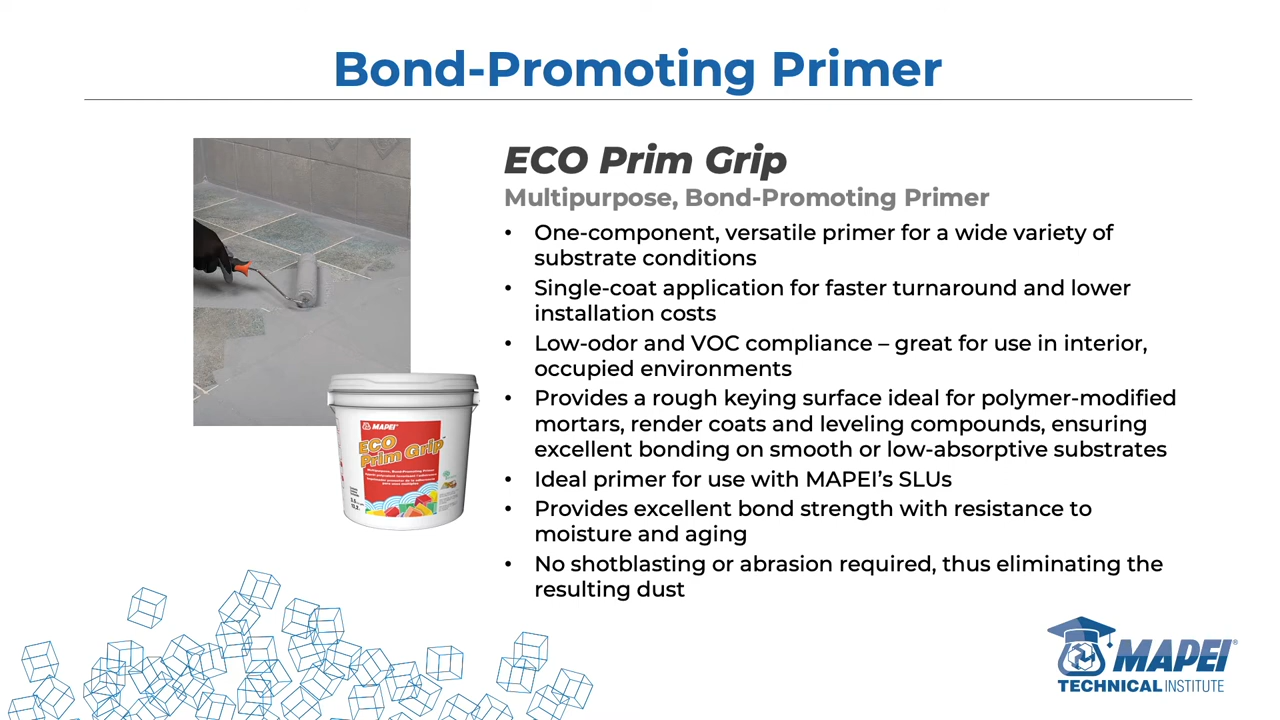 Bond-Promoting Primer
ECO Prim Grip
Multipurpose, Bond-Promoting Primer
• One-component, versatile primer for a wide variety of
substrate conditions
• Single-coat application for faster turnaround and lower
installation costs
• Low-odor and VOC compliance – great for use in interior,
occupied environments
• Provides a rough keying surface ideal for polymer-modified
mortars, render coats and leveling compounds, ensuring
excellent bonding on smooth or low-absorptive substrates
• Ideal primer for use with MAPEI’s SLUs
• Provides excellent bond strength with resistance to
moisture and aging
• No shotblasting or abrasion required, thus eliminating the
resulting dust
MAPEI
ECO
Prim Grip
Multipurpose, Bond-Promoting Primer
MAPEI®
TECHNICAL INSTITUTE